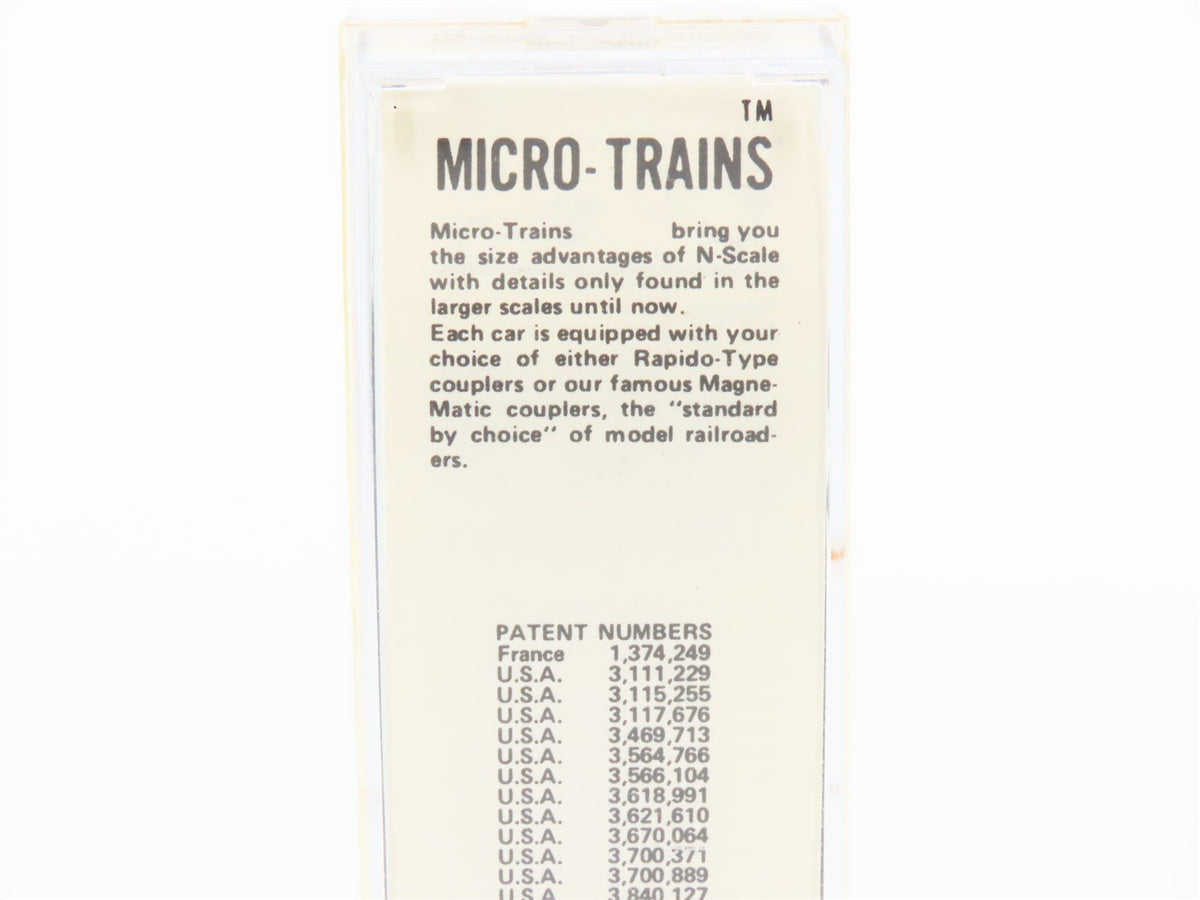 TM
MICRO-TRAINS
Micro-Trains bring you
the size advantages of N-Scale
with details only found in the
larger scales until now.
Each car is equipped with your
choice of either Rapido-Type
couplers or our famous Magne-
Matic couplers, the "standard
by choice" of model railroad-
ers.
PATENT NUMBERS
France 1,374,249
U.S.A. 3,111,229
U.S.A. 3,115,255
U.S.A. 3,117,676
U.S.A. 3,469,713
U.S.A. 3,564,766
U.S.A. 3,566,104
U.S.A. 3,618,991
U.S.A. 3,621,610
U.S.A. 3,670,064
U.S.A. 3,700,371
U.S.A. 3,700,889
U.S.A. 3,840,127